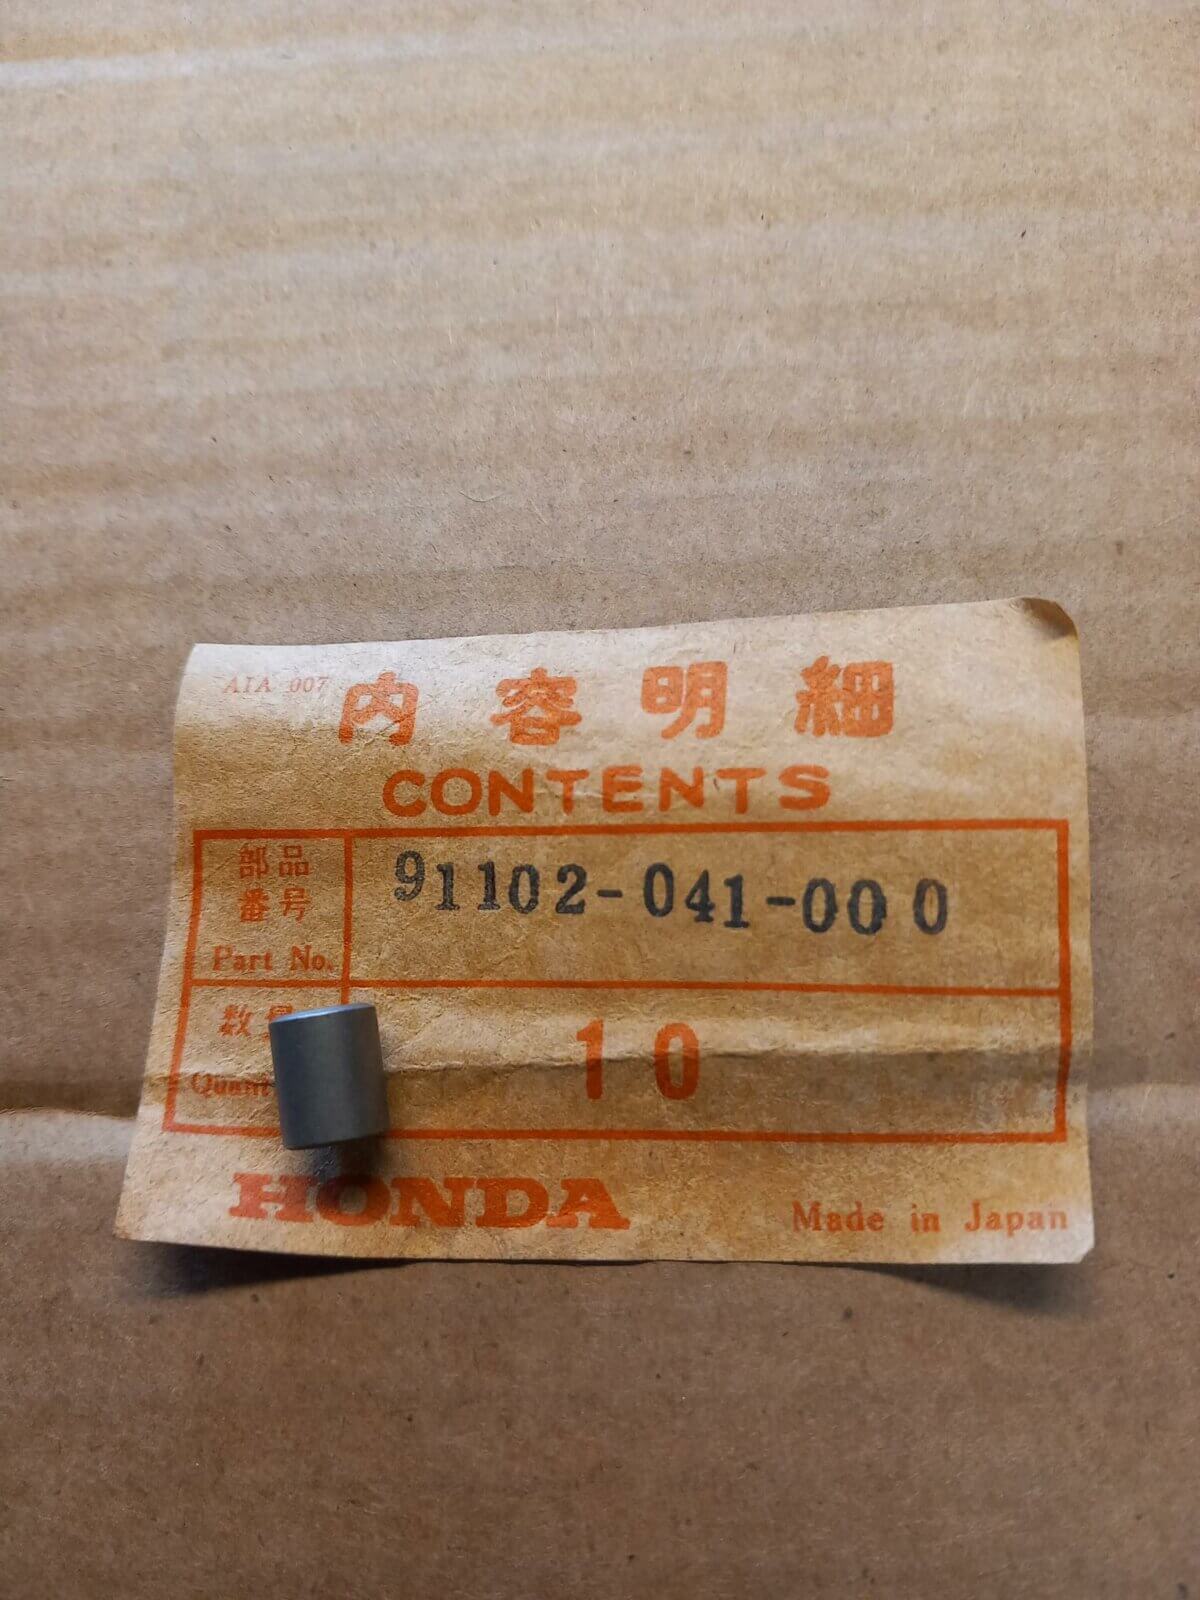 AIA 007
内容明細
CONTENTS
部品
番号
Part No.
91102-041-000
数
10
HONDA
Made in Japan